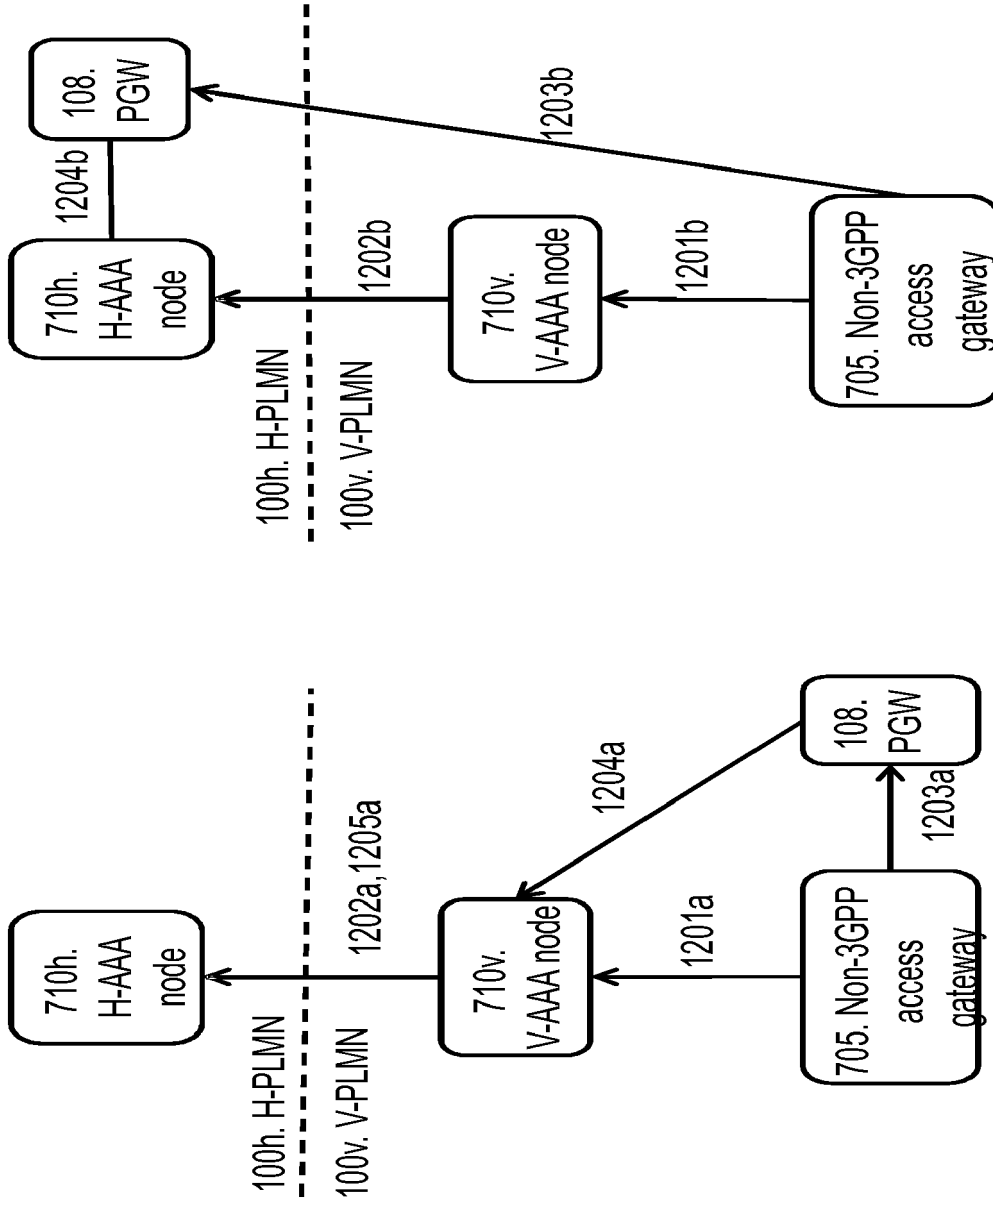 710h.
H-AAA
node
100h. H-PLMN
100v. V-PLMN
1202a,1205a
710v.
V-AAA node
1204a
1201a
705. Non-3GPP
access
gateway
1203a
108.
PGW
710h.
H-AAA
node
1204b
108.
PGW
100h. H-PLMN
100v. V-PLMN
1202b
1203b
710v.
V-AAA node
1201b
705. Non-3GPP
access
gateway